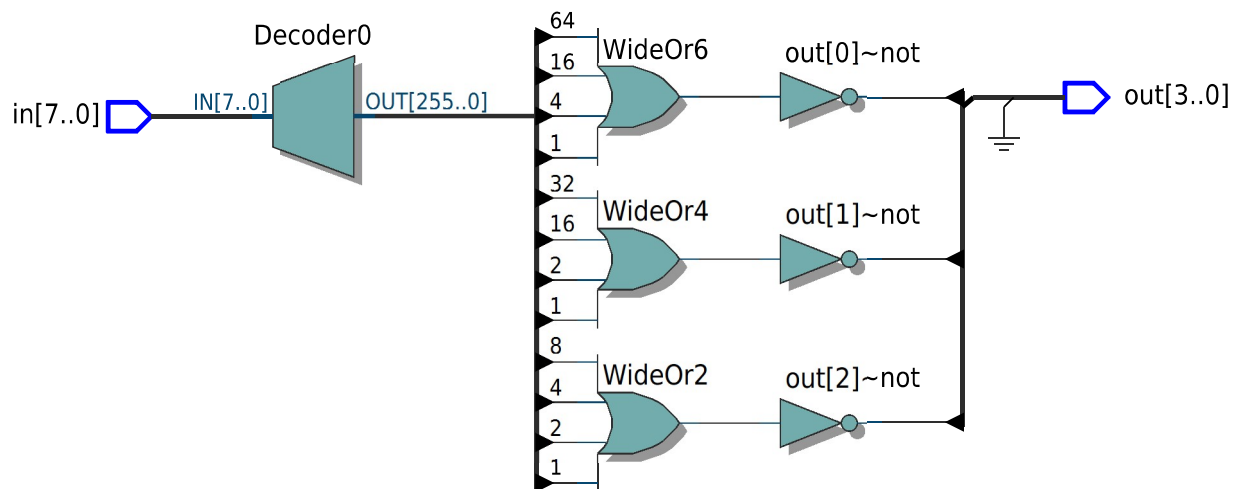 Decoder0
in[7..0]
IN[7..0]
OUT[255..0]
64
16
4
1
WideOr6
out[0]~not
out[3..0]
32
16
2
1
WideOr4
out[1]~not
8
4
2
1
WideOr2
out[2]~not